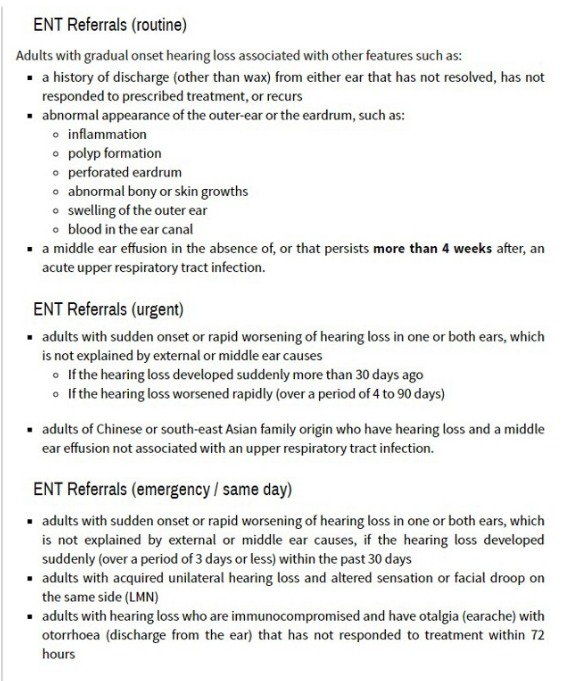 ENT Referrals (routine)
Adults with gradual onset hearing loss associated with other features such as:
▪ a history of discharge (other than wax) from either ear that has not resolved, has not
responded to prescribed treatment, or recurs
▪ abnormal appearance of the outer-ear or the eardrum, such as:
◦ inflammation
◦ polyp formation
◦ perforated eardrum
◦ abnormal bony or skin growths
◦ swelling of the outer ear
◦ blood in the ear canal
▪ a middle ear effusion in the absence of, or that persists more than 4 weeks after, an
acute upper respiratory tract infection.
ENT Referrals (urgent)
▪ adults with sudden onset or rapid worsening of hearing loss in one or both ears, which
is not explained by external or middle ear causes
◦ If the hearing loss developed suddenly more than 30 days ago
◦ If the hearing loss worsened rapidly (over a period of 4 to 90 days)
▪ adults of Chinese or south-east Asian family origin who have hearing loss and a middle
ear effusion not associated with an upper respiratory tract infection.
ENT Referrals (emergency / same day)
▪ adults with sudden onset or rapid worsening of hearing loss in one or both ears, which
is not explained by external or middle ear causes, if the hearing loss developed
suddenly (over a period of 3 days or less) within the past 30 days
▪ adults with acquired unilateral hearing loss and altered sensation or facial droop on
the same side (LMN)
▪ adults with hearing loss who are immunocompromised and have otalgia (earache) with
otorrhoea (discharge from the ear) that has not responded to treatment within 72
hours